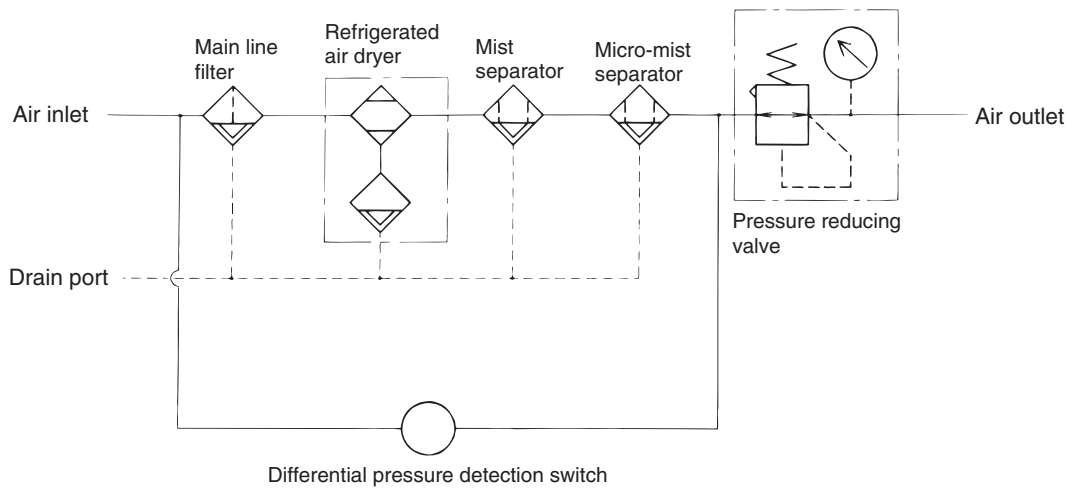 Main line
filter
Refrigerated
air dryer
Mist
separator
Micro-mist
separator
Air inlet
Air outlet
Pressure reducing
valve
Drain port
Differential pressure detection switch